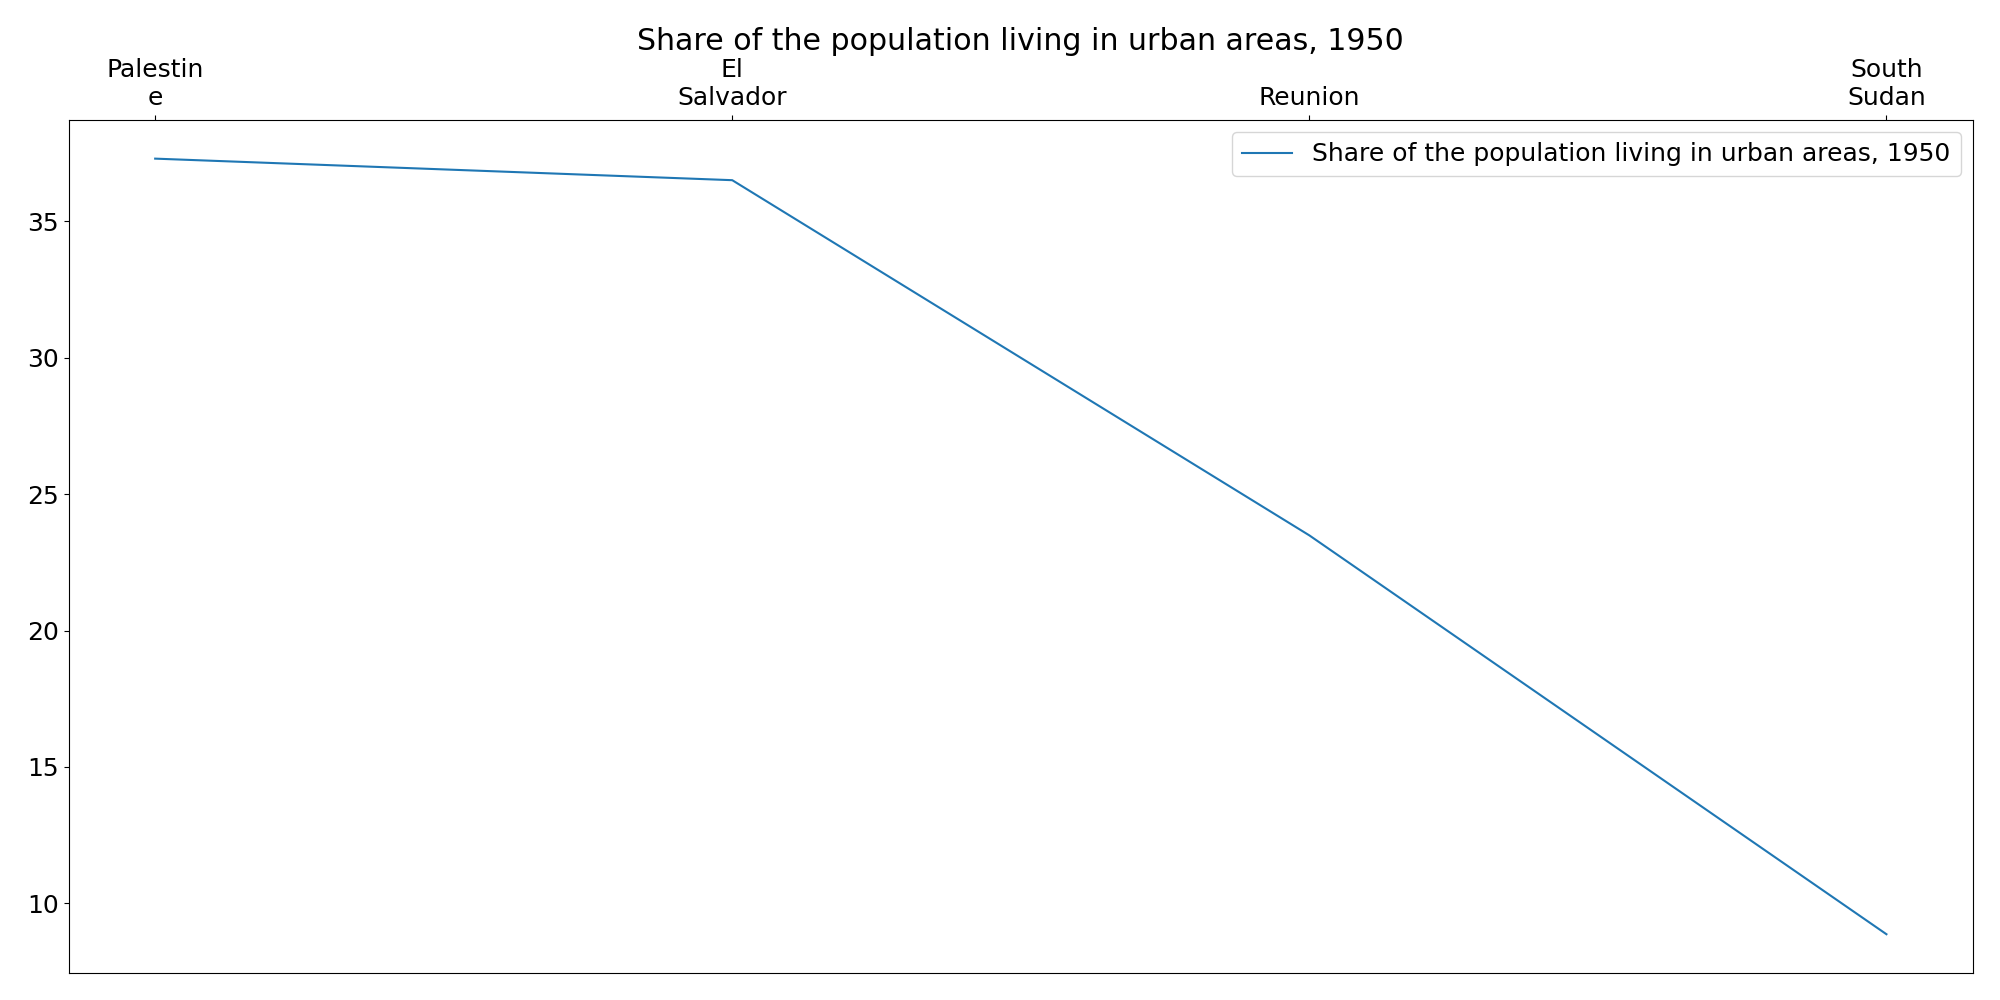 Share of the population living in urban areas, 1950
Palestin
e
El
Salvador
Reunion
South
Sudan
Share of the population living in urban areas, 1950
35
30
25
20
15
10